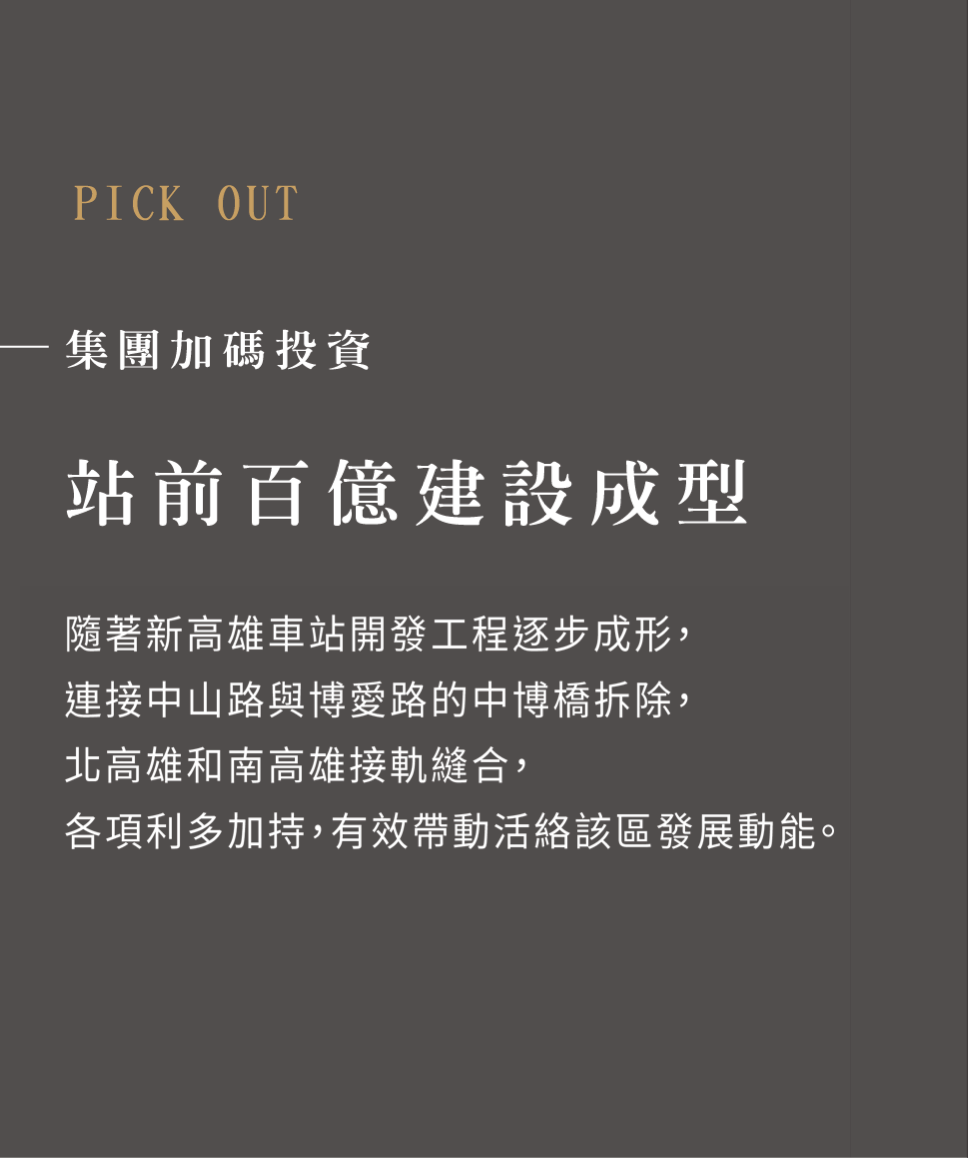 PICK OUT
集團加碼投資
站前百億建設成型
隨著新高雄車站開發工程逐步成形，
連接中山路與博愛路的中博橋拆除，
北高雄和南高雄接軌縫合，
各項利多加持，有效帶動活絡該區發展動能。